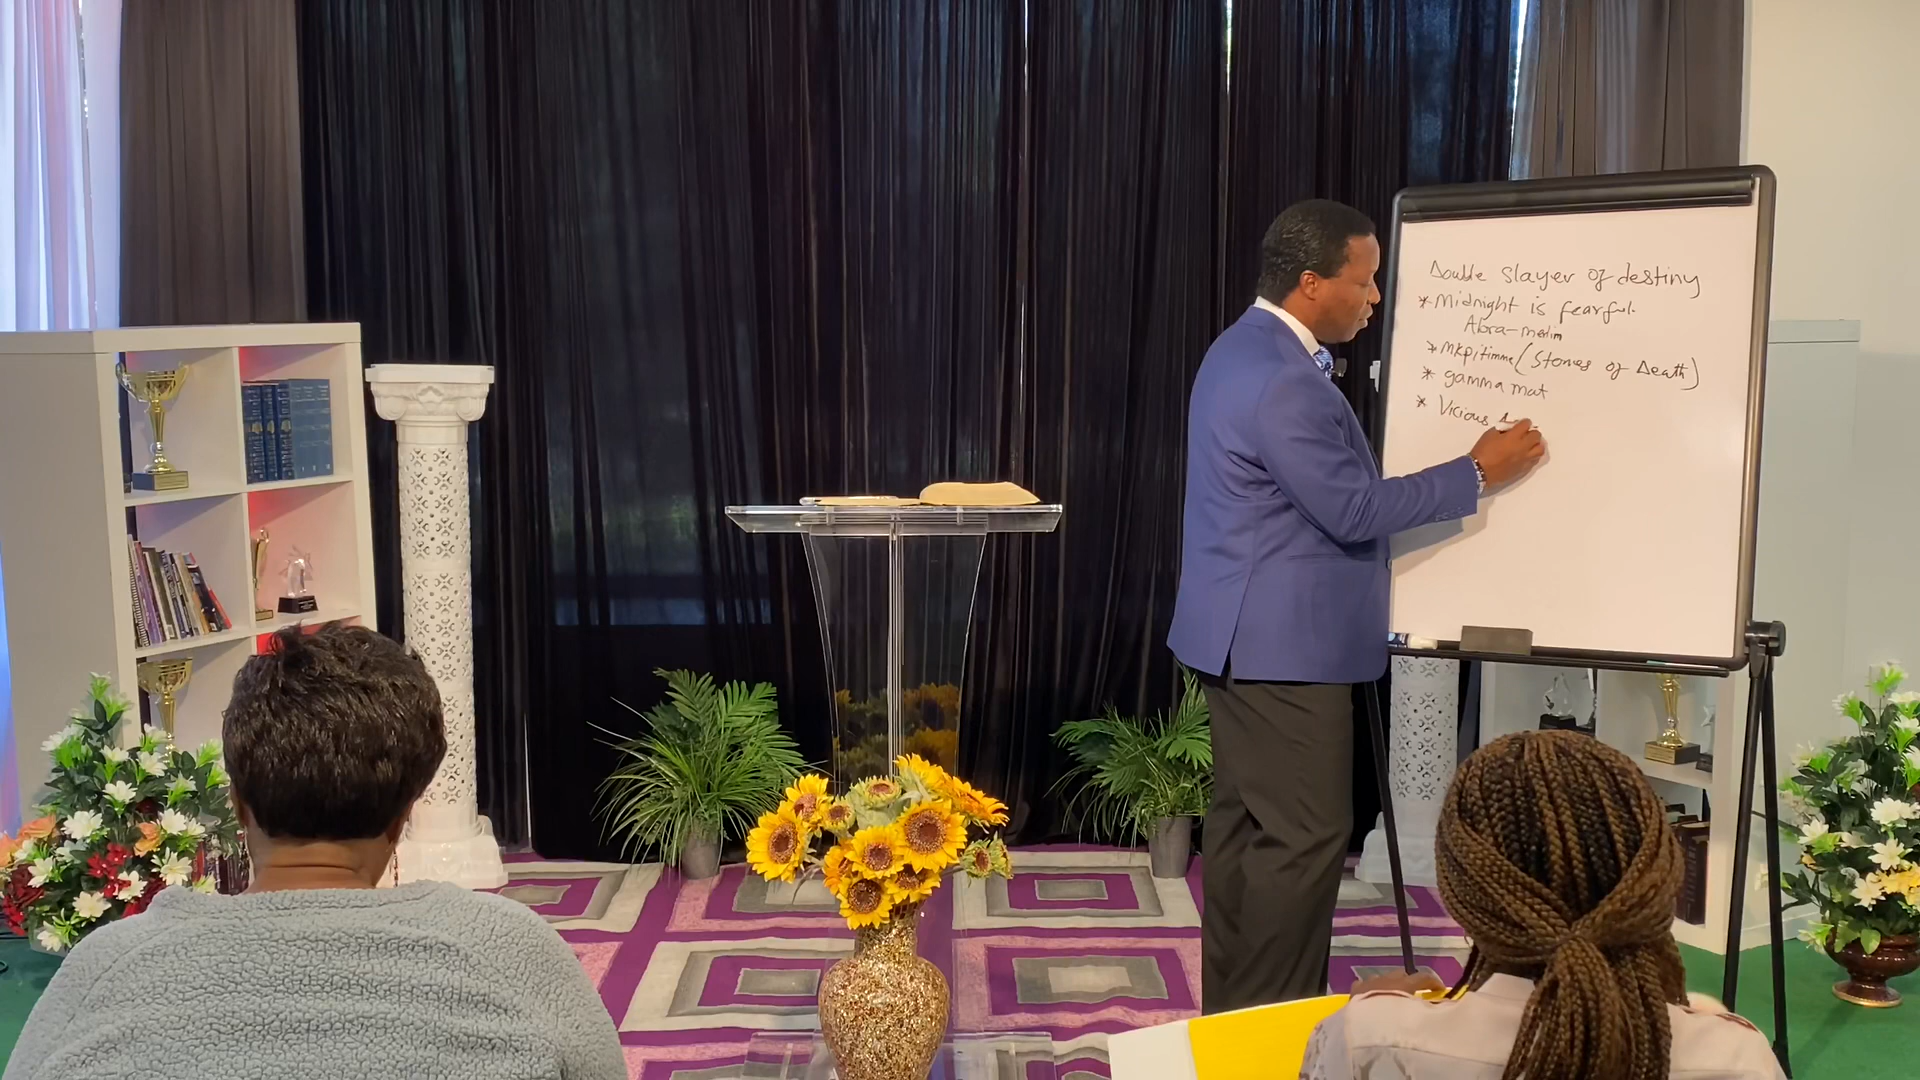 Double Slayer of destiny
* Midnight is fearful.
Abra-melim
* Mkpitimme (Stones of Death)
* gamma mat
* Vicious